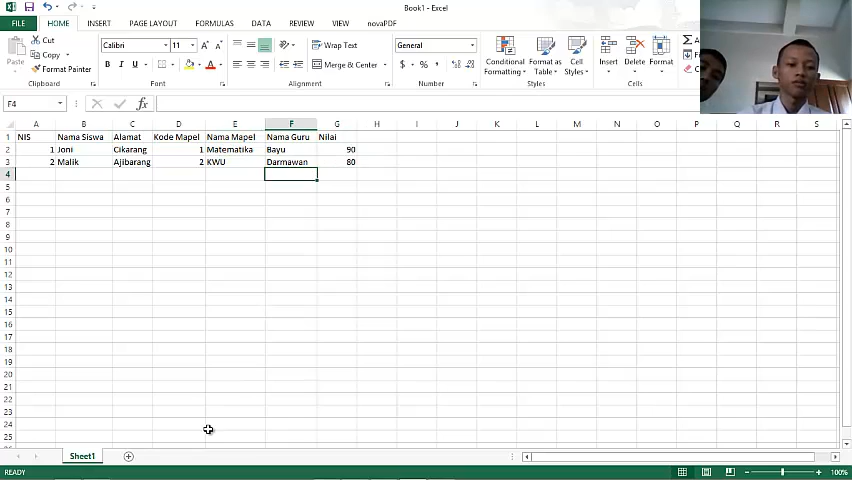 Book1 - Excel
FILE HOME INSERT PAGE LAYOUT FORMULAS DATA REVIEW VIEW novaPDF
Cut
Copy
Format Painter
Paste
Clipboard
Calibri 11
B I U
Font
Wrap Text
Merge & Center
Alignment
General
$ % ,
Number
Conditional Formatting
Format as Table
Cell Styles
Styles
Insert Delete Format
Cells
F4 fx
A B C D E F G H I J K L M N O P Q R S
1 NIS Nama Siswa Alamat Kode Mapel Nama Mapel Nama Guru Nilai
2 1 Joni Cikarang 1 Matematika Bayu 90
3 2 Malik Ajibarang 2 KWU Darmawan 80
4
5
6
7
8
9
10
11
12
13
14
15
16
17
18
19
20
21
22
23
24
25
Sheet1
READY 100%